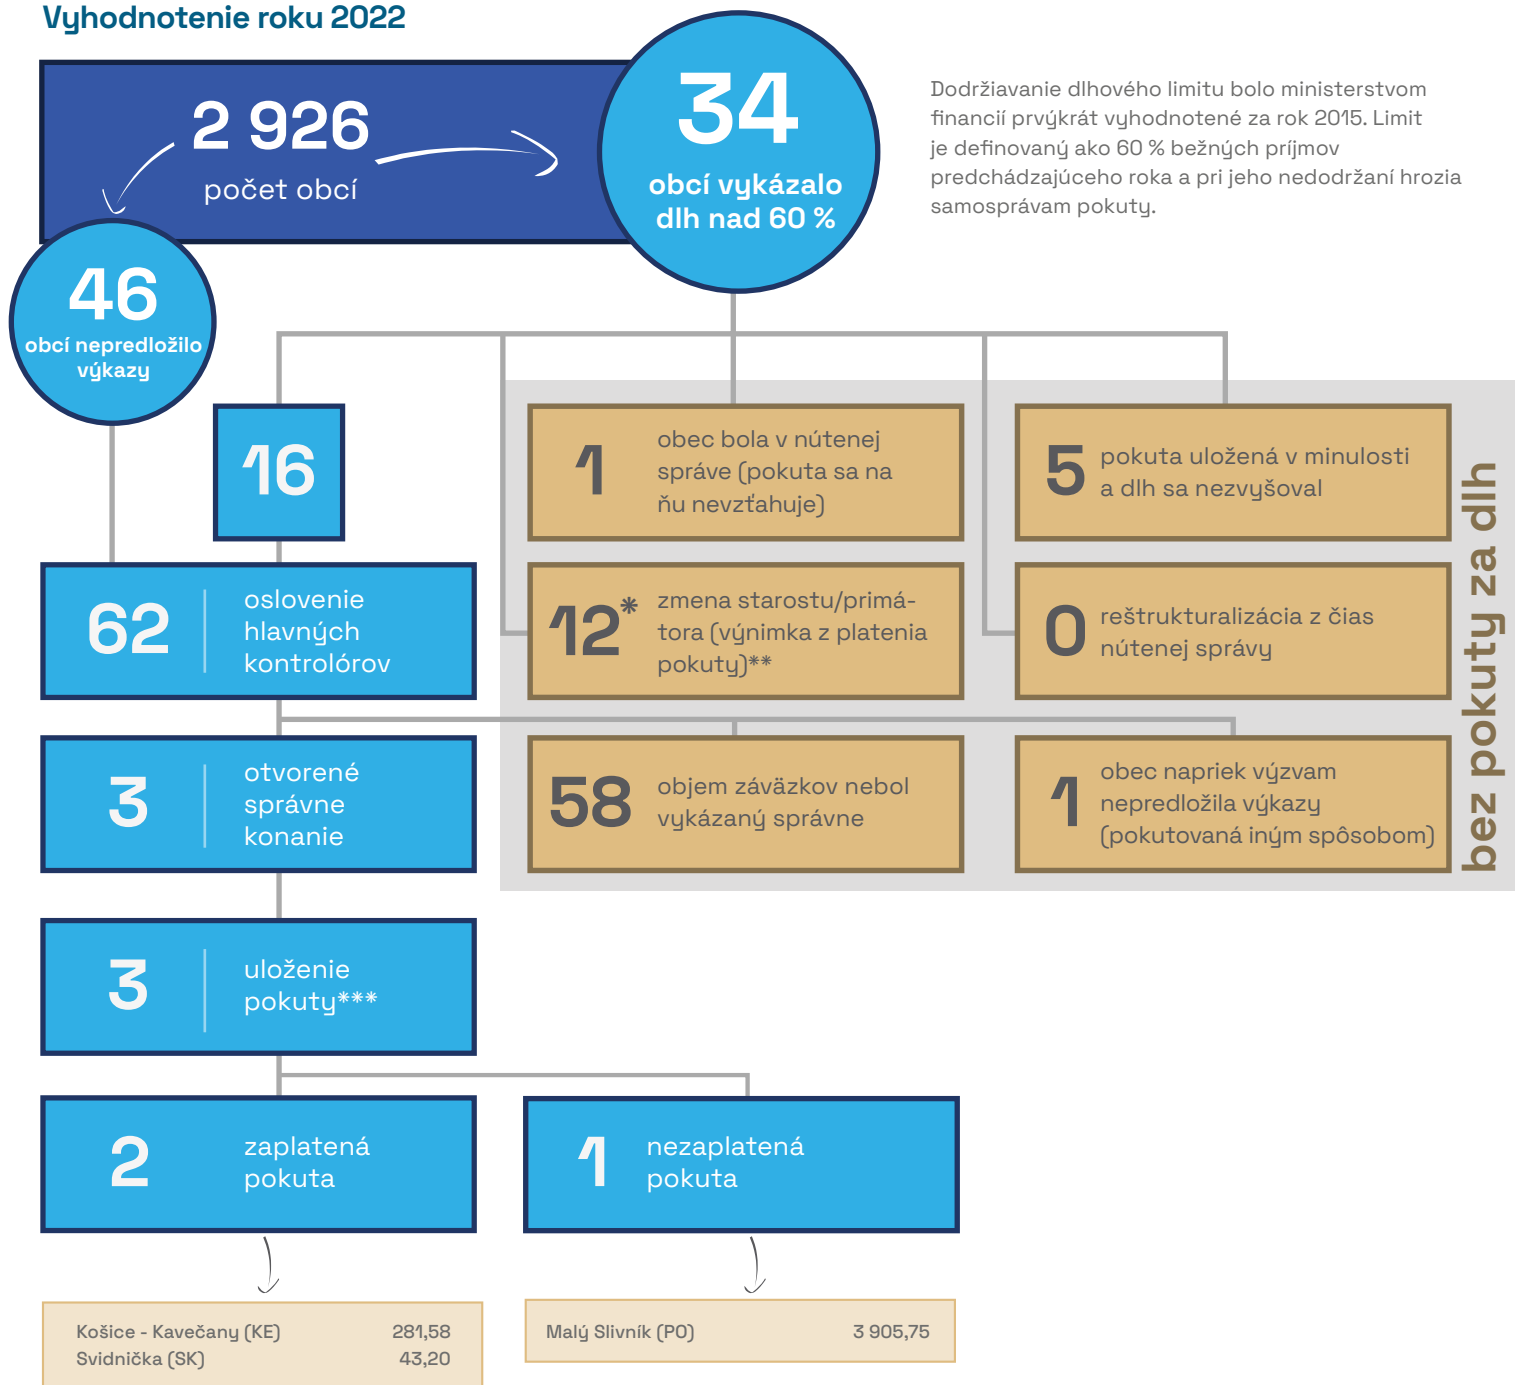 Vyhodnotenie roku 2022
2 926
počet obcí
34
obcí vykázalo
dlh nad 60 %
Dodržiavanie dlhového limitu bolo ministerstvom
financií prvýkrát vyhodnotené za rok 2015. Limit
je definovaný ako 60 % bežných príjmov
predchádzajúceho roka a pri jeho nedodržaní hrozia
samosprávam pokuty.
46
obcí nepredložilo
výkazy
16
1
obec bola v nútenej
správe (pokuta sa na
ňu nevzťahuje)
5
pokuta uložená v minulosti
a dlh sa nezvyšoval
62
oslovenie
hlavných
kontrolórov
12*
zmena starostu/primá-
tora (výnimka z platenia
pokuty)**
0
reštrukturalizácia z čias
nútenej správy
3
otvorené
správne
konanie
58
objem záväzkov nebol
vykázaný správne
1
obec napriek výzvam
nepredložila výkazy
(pokutovaná iným spôsobom)
bez pokuty za dlh
3
uloženie
pokuty***
2
zaplatená
pokuta
1
nezaplatená
pokuta
Košice - Kavečany (KE) 281,58
Svidnička (SK) 43,20
Malý Slivník (PO) 3 905,75